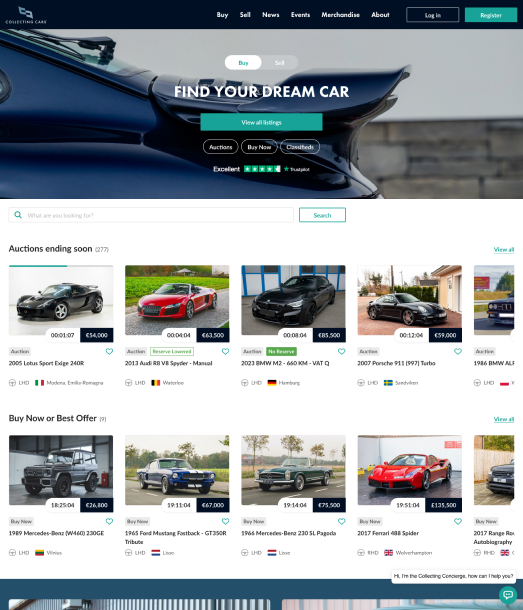 COLLECTING CARS
Buy Sell News Events Merchandise About Log in Register
Buy Sell
FIND YOUR DREAM CAR
View all listings
Auctions Buy Now Classifieds
Excellent Trustpilot
What are you looking for? Search
Auctions ending soon (277) View all
00:01:07 €54,000 00:04:04 €63,500 00:08:04 €85,500 00:12:04 €59,000
Auction Auction Reserve Lowered Auction No Reserve Auction Auction
2005 Lotus Sport Exige 240R 2013 Audi R8 V8 Spyder - Manual 2023 BMW M2 - 660 KM - VAT Q 2007 Porsche 911 (997) Turbo 1986 BMW ALP
LHD Modena, Emilia-Romagna LHD Waterloo LHD Hamburg LHD Sandviken LHD
Buy Now or Best Offer (9) View all
18:25:04 €26,800 19:11:04 €67,000 19:14:04 €75,500 19:51:04 £135,500
Buy Now Buy Now Buy Now Buy Now Buy Now
1989 Mercedes-Benz (W460) 230GE 1965 Ford Mustang Fastback - GT350R 1966 Mercedes-Benz 230 SL Pagoda 2017 Ferrari 488 Spider 2017 Range Rov
Tribute Autobiography
LHD Vilnius LHD Lisse LHD Lisse RHD Wolverhampton RHD
Hi, I'm the Collecting Concierge, how can I help you?